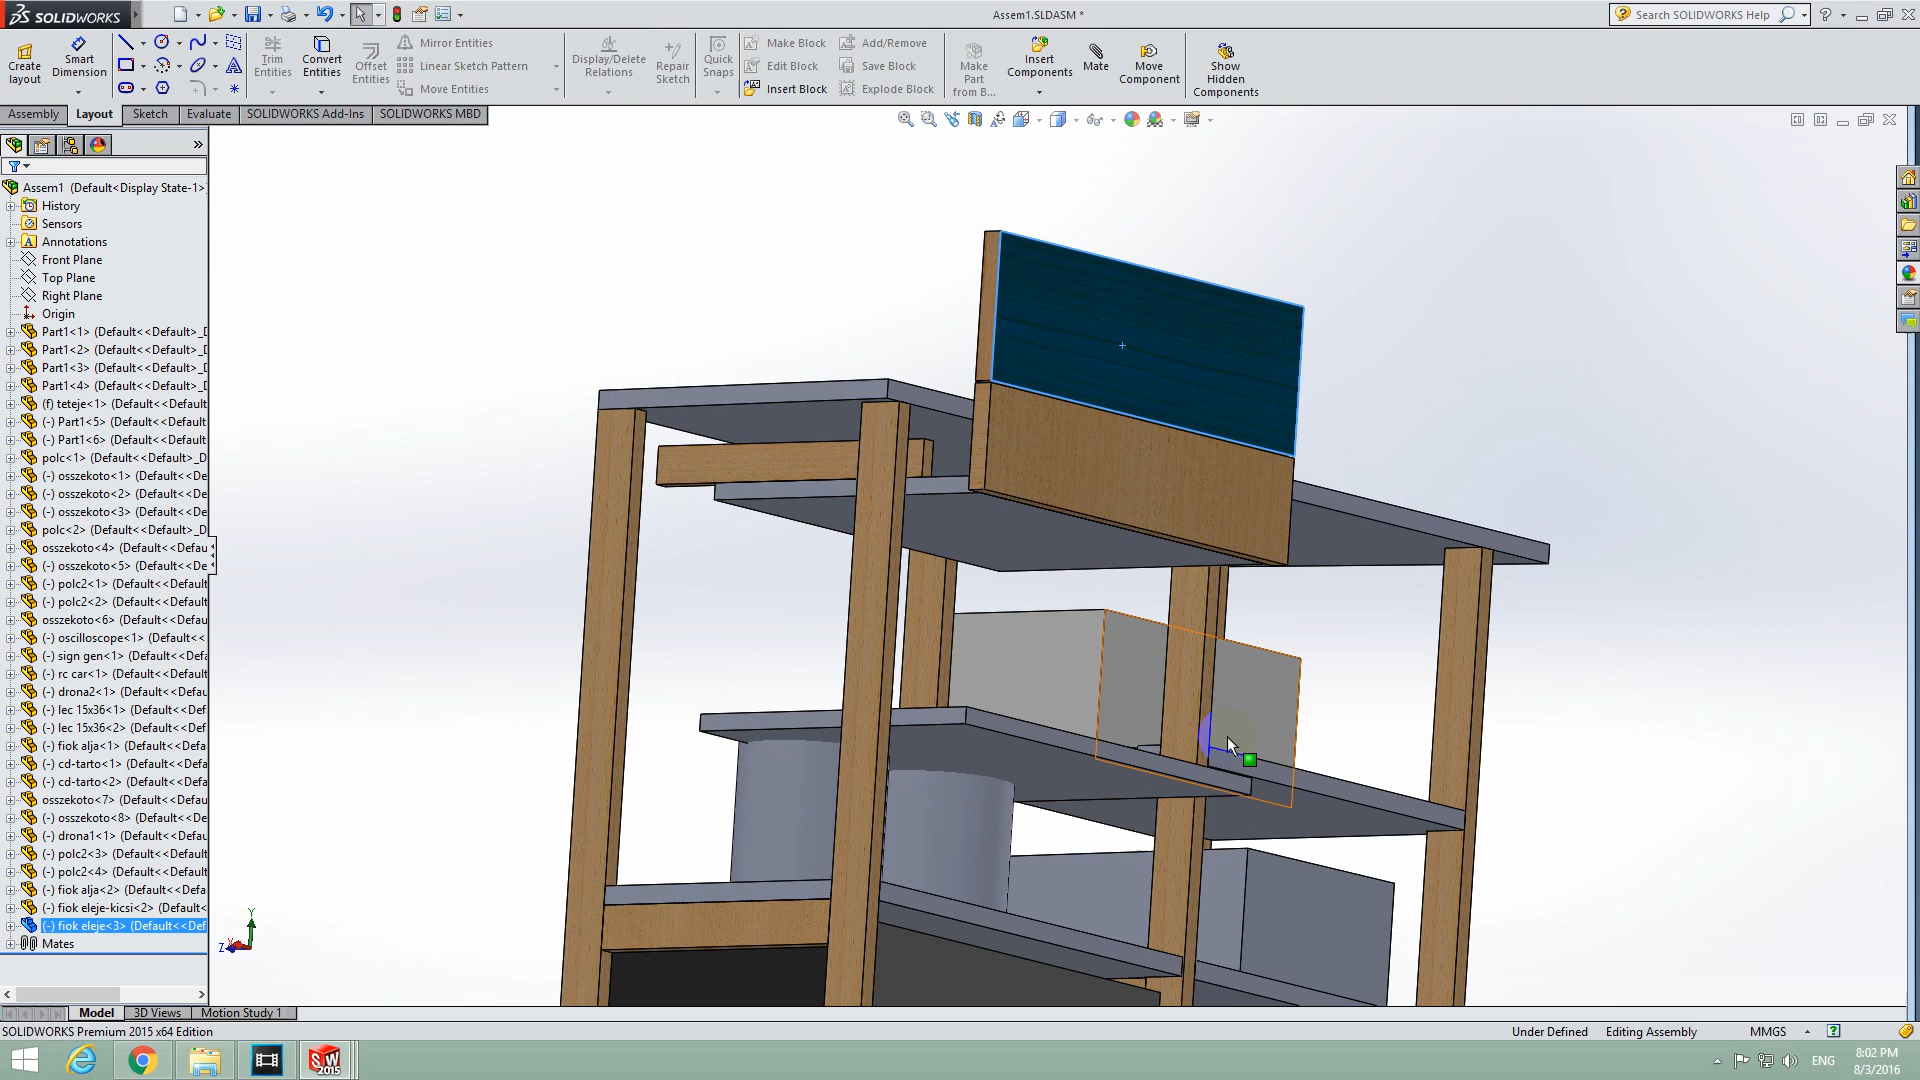 SOLIDWORKS
Assem1.SLDASM *
Search SOLIDWORKS Help
Create layout
Smart Dimension
Trim Entities
Convert Entities
Offset Entities
Mirror Entities
Linear Sketch Pattern
Move Entities
Display/Delete Relations
Repair Sketch
Quick Snaps
Make Block
Edit Block
Insert Block
Add/Remove
Save Block
Explode Block
Make Part from B...
Insert Components
Mate
Move Component
Show Hidden Components
Assembly
Layout
Sketch
Evaluate
SOLIDWORKS Add-Ins
SOLIDWORKS MBD
Assem1 (Default<Display State-1>
History
Sensors
Annotations
Front Plane
Top Plane
Right Plane
Origin
Part1<1> (Default<<Default>_D
Part1<2> (Default<<Default>_D
Part1<3> (Default<<Default>_D
Part1<4> (Default<<Default>_D
(f) teteje<1> (Default<<Default
(-) Part1<5> (Default<<Default
(-) Part1<6> (Default<<Default
polc<1> (Default<<Default>_D
(-) osszekoto<1> (Default<<De
(-) osszekoto<2> (Default<<De
(-) osszekoto<3> (Default<<De
polc<2> (Default<<Default>_D
osszekoto<4> (Default<<Defau
(-) osszekoto<5> (Default<<De
(-) polc2<1> (Default<<Default
(-) polc2<2> (Default<<Default
osszekoto<6> (Default<<Defau
(-) oscilloscope<1> (Default<<
(-) sign gen<1> (Default<<Defa
(-) rc car<1> (Default<<Default
(-) drona2<1> (Default<<Defau
(-) lec 15x36<1> (Default<<Def
(-) lec 15x36<2> (Default<<Def
(-) fiok alja<1> (Default<<Defa
(-) cd-tarto<1> (Default<<Defa
(-) cd-tarto<2> (Default<<Defa
osszekoto<7> (Default<<Defau
(-) osszekoto<8> (Default<<De
(-) drona1<1> (Default<<Defau
(-) polc2<3> (Default<<Default
(-) polc2<4> (Default<<Default
(-) fiok alja<2> (Default<<Defa
(-) fiok eleje-kicsi<2> (Default<
(-) fiok eleje<3> (Default<<Def
Mates
Y
Z
X
Model
3D Views
Motion Study 1
SOLIDWORKS Premium 2015 x64 Edition
Under Defined
Editing Assembly
MMGS
SW
2015
ENG
8:02 PM
8/3/2016